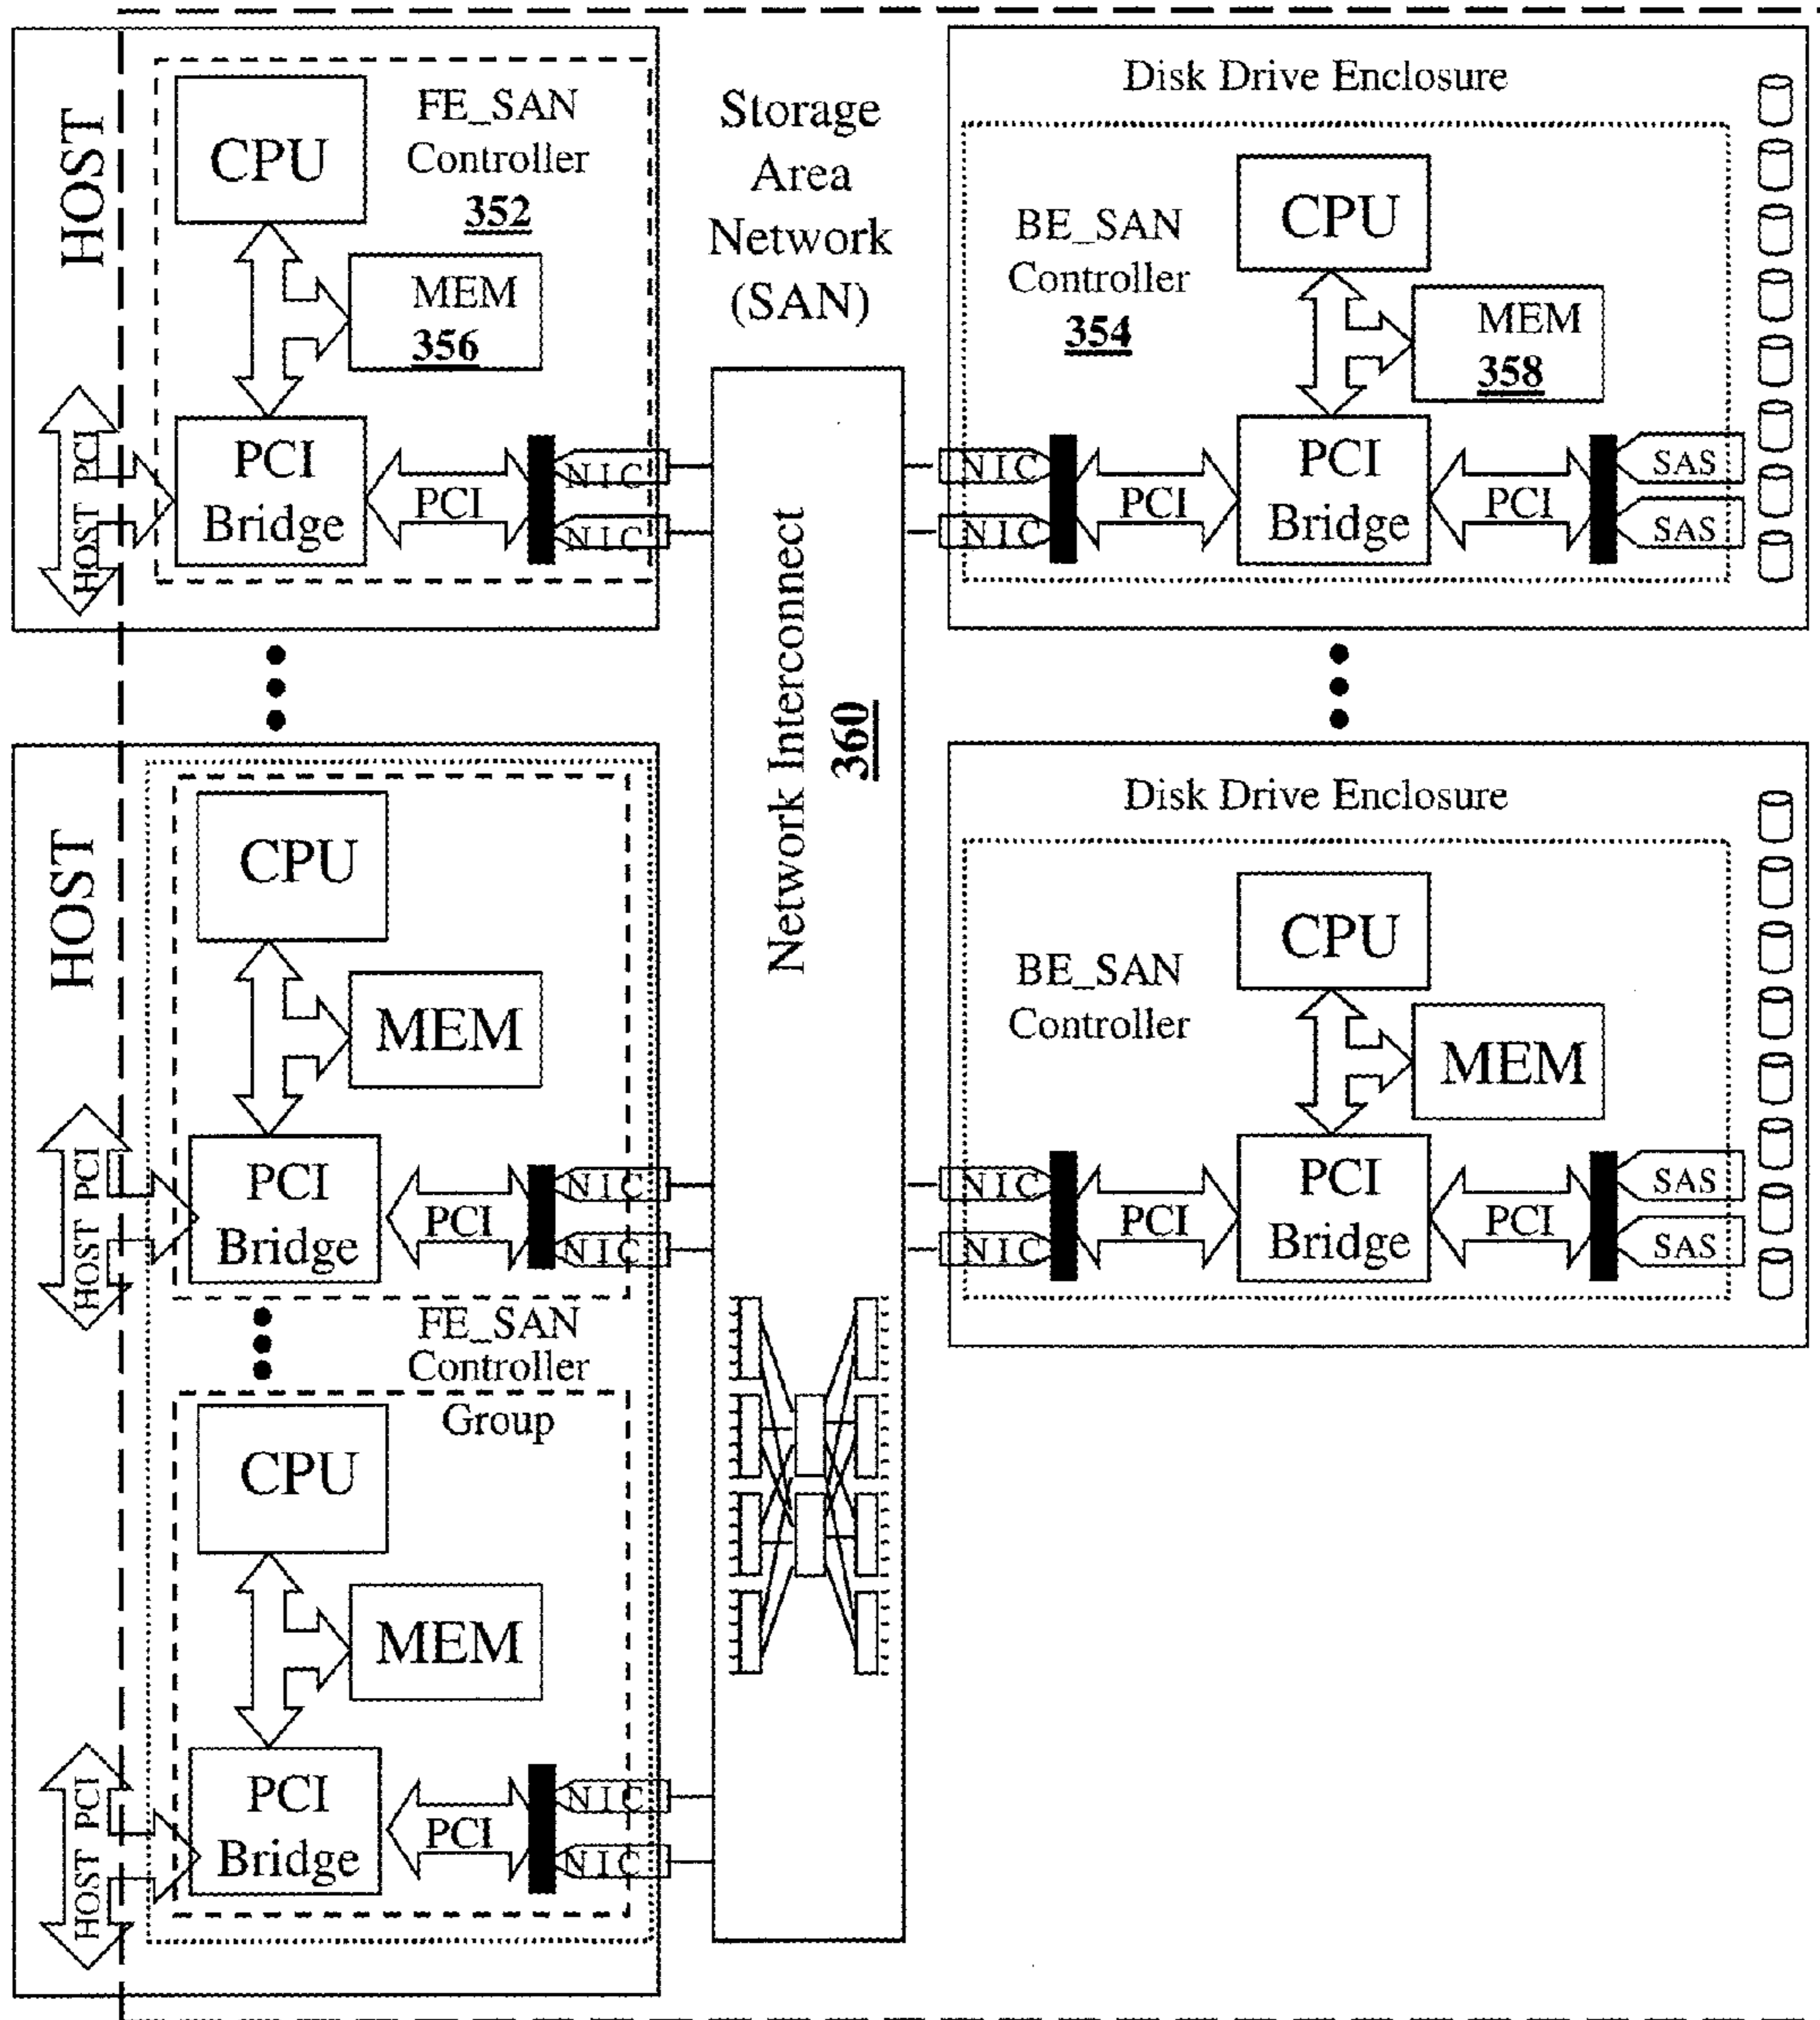 HOST
CPU
FE_SAN
Controller
352
MEM
356
HOST PCI
PCI
Bridge
PCI
NIC
NIC
Storage
Area
Network
(SAN)
Network Interconnect
360
Disk Drive Enclosure
BE_SAN
Controller
354
CPU
MEM
358
NIC
NIC
PCI
PCI
Bridge
PCI
SAS
SAS
HOST
CPU
MEM
HOST PCI
PCI
Bridge
PCI
NIC
NIC
FE_SAN
Controller
Group
CPU
MEM
HOST PCI
PCI
Bridge
PCI
NIC
NIC
Disk Drive Enclosure
BE_SAN
Controller
CPU
MEM
NIC
NIC
PCI
PCI
Bridge
PCI
SAS
SAS